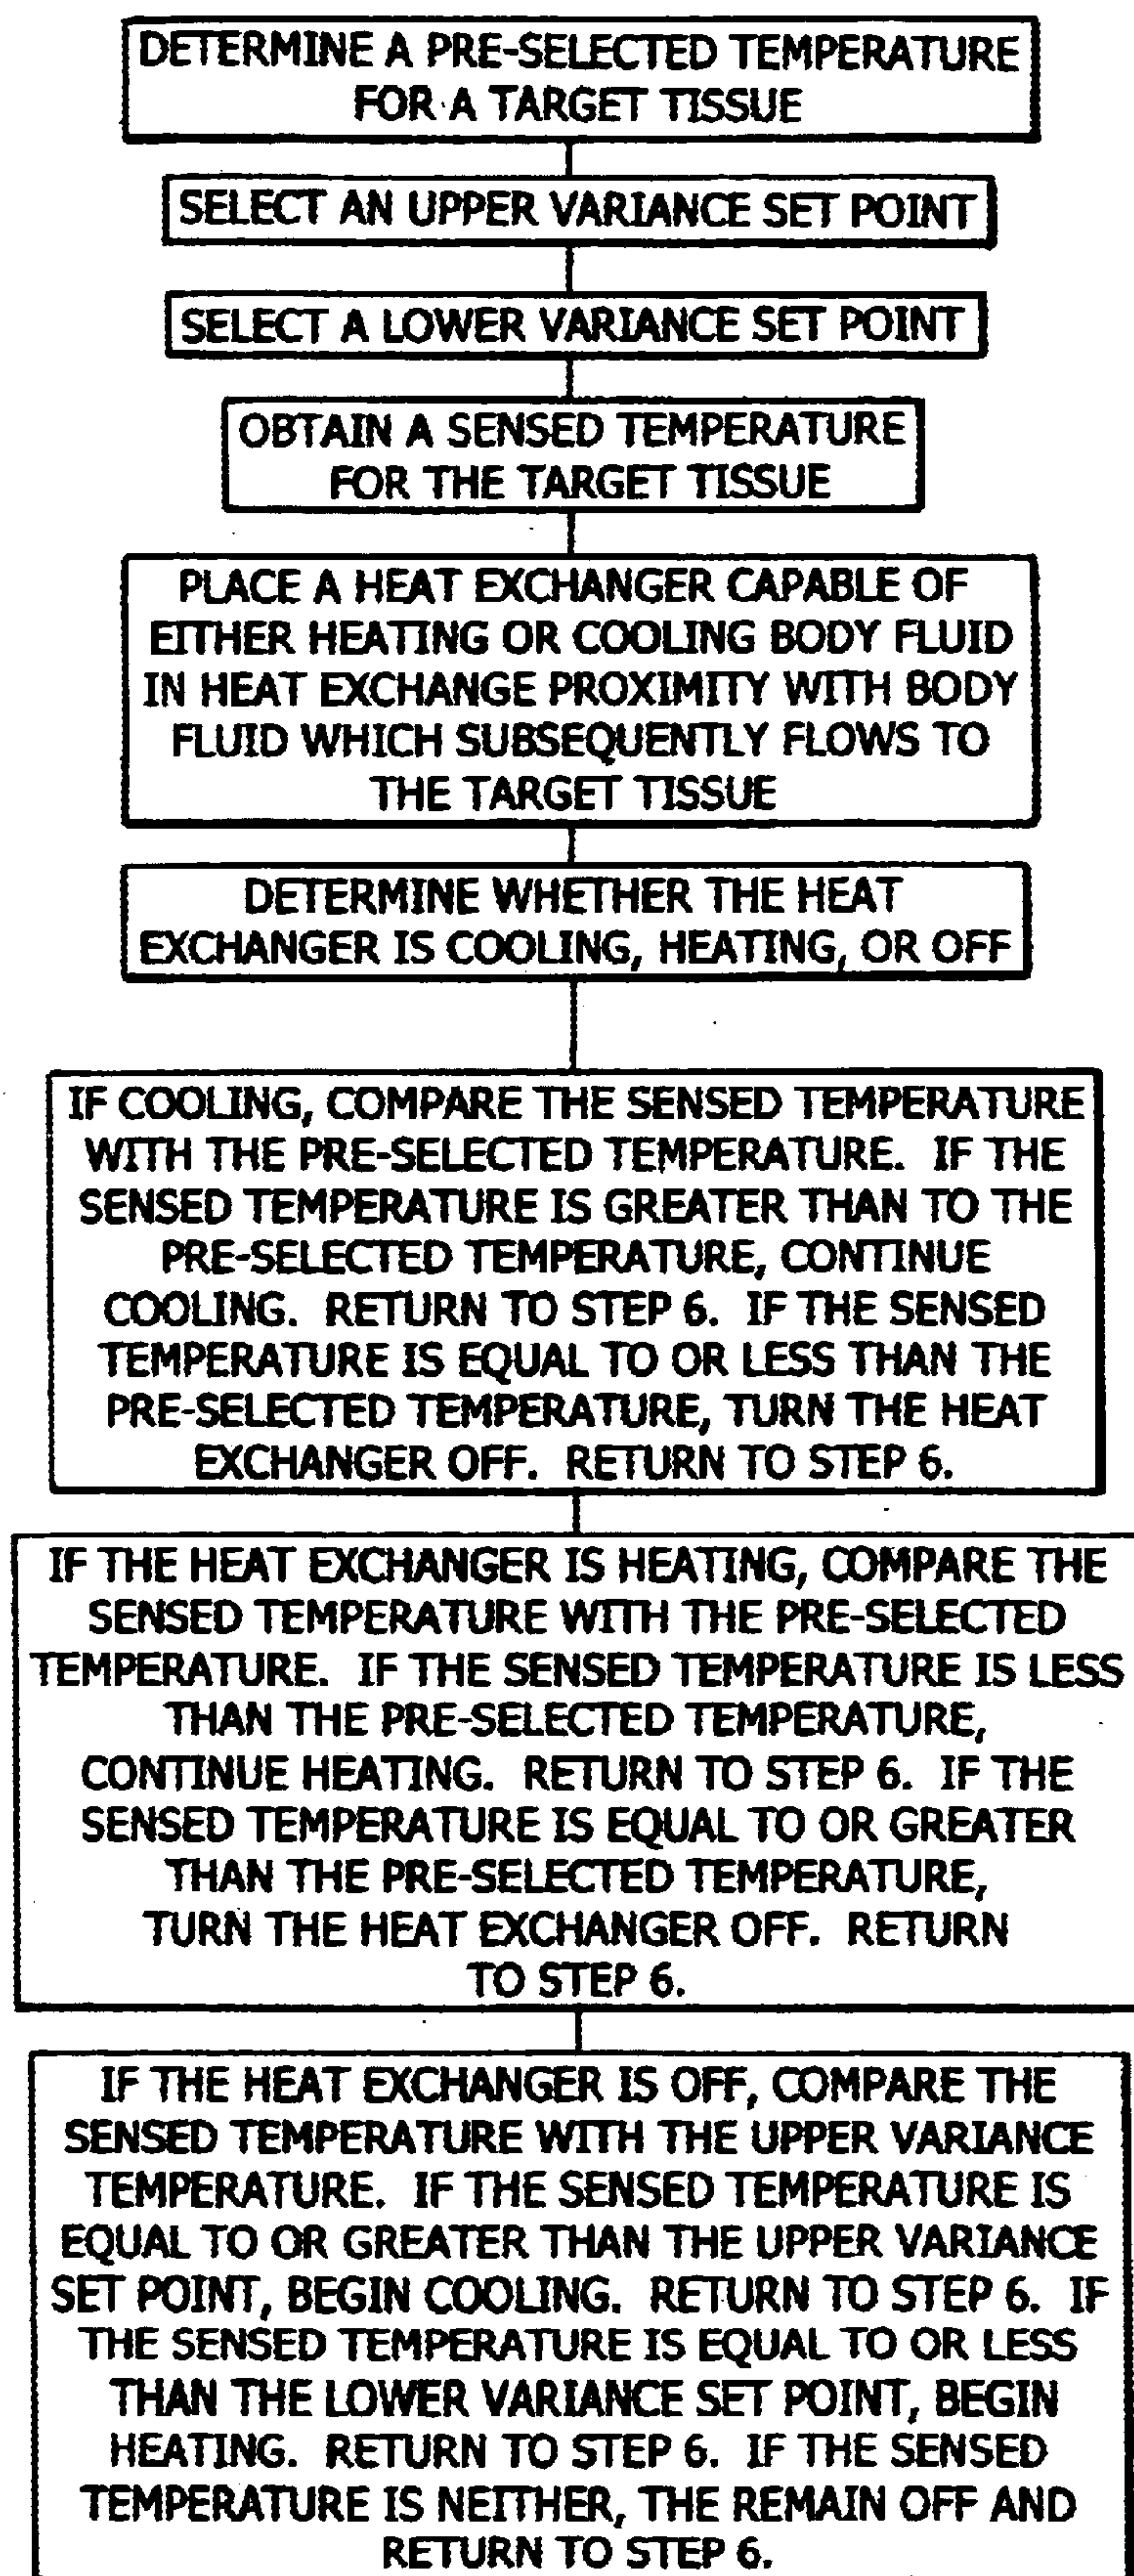 DETERMINE A PRE-SELECTED TEMPERATURE
FOR A TARGET TISSUE
SELECT AN UPPER VARIANCE SET POINT
SELECT A LOWER VARIANCE SET POINT
OBTAIN A SENSED TEMPERATURE
FOR THE TARGET TISSUE
PLACE A HEAT EXCHANGER CAPABLE OF
EITHER HEATING OR COOLING BODY FLUID
IN HEAT EXCHANGE PROXIMITY WITH BODY
FLUID WHICH SUBSEQUENTLY FLOWS TO
THE TARGET TISSUE
DETERMINE WHETHER THE HEAT
EXCHANGER IS COOLING, HEATING, OR OFF
IF COOLING, COMPARE THE SENSED TEMPERATURE
WITH THE PRE-SELECTED TEMPERATURE. IF THE
SENSED TEMPERATURE IS GREATER THAN TO THE
PRE-SELECTED TEMPERATURE, CONTINUE
COOLING. RETURN TO STEP 6. IF THE SENSED
TEMPERATURE IS EQUAL TO OR LESS THAN THE
PRE-SELECTED TEMPERATURE, TURN THE HEAT
EXCHANGER OFF. RETURN TO STEP 6.
IF THE HEAT EXCHANGER IS HEATING, COMPARE THE
SENSED TEMPERATURE WITH THE PRE-SELECTED
TEMPERATURE. IF THE SENSED TEMPERATURE IS LESS
THAN THE PRE-SELECTED TEMPERATURE,
CONTINUE HEATING. RETURN TO STEP 6. IF THE
SENSED TEMPERATURE IS EQUAL TO OR GREATER
THAN THE PRE-SELECTED TEMPERATURE,
TURN THE HEAT EXCHANGER OFF. RETURN
TO STEP 6.
IF THE HEAT EXCHANGER IS OFF, COMPARE THE
SENSED TEMPERATURE WITH THE UPPER VARIANCE
TEMPERATURE. IF THE SENSED TEMPERATURE IS
EQUAL TO OR GREATER THAN THE UPPER VARIANCE
SET POINT, BEGIN COOLING. RETURN TO STEP 6. IF
THE SENSED TEMPERATURE IS EQUAL TO OR LESS
THAN THE LOWER VARIANCE SET POINT, BEGIN
HEATING. RETURN TO STEP 6. IF THE SENSED
TEMPERATURE IS NEITHER, THE REMAIN OFF AND
RETURN TO STEP 6.